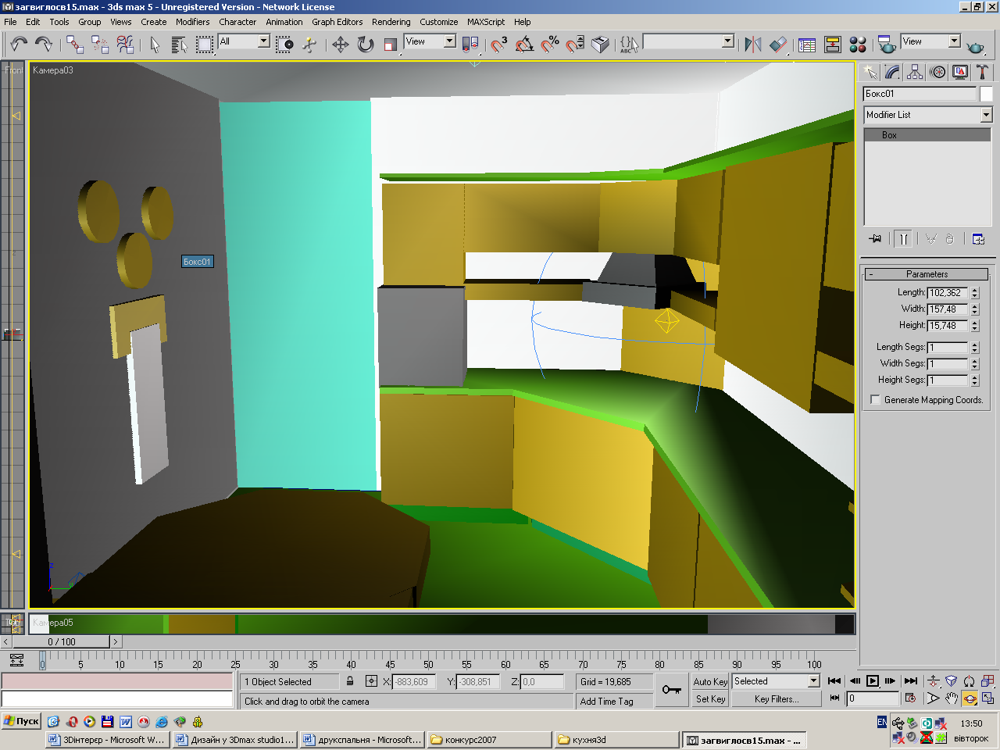 загвиглосв15.max - 3ds max 5 - Unregistered Version - Network License
File Edit Tools Group Views Create Modifiers Character Animation Graph Editors Rendering Customize MAXScript Help
All
View
3
%
ABC
View
Front
Камера03
Бокс01
Modifier List
Box
Бокс01
Parameters
Length: 102,362
Width: 157,48
Height: 15,748
Length Segs: 1
Width Segs: 1
Height Segs: 1
Generate Mapping Coords.
z
Камера05
0 / 100
0 5 10 15 20 25 30 35 40 45 50 55 60 65 70 75 80 85 90 95 100
1 Object Selected X: -883,609 Y: -308,851 Z: 0,0 Grid = 19,685 Auto Key Selected
Click and drag to orbit the camera Add Time Tag Set Key Key Filters... 0
Пуск EN 13:50
3Dінтерєр - Microsoft W... Дизайн у 3Dmax studio1... друкспальня - Microsoft... конкурс2007 кухня3d загвиглосв15.max - ... вівторок